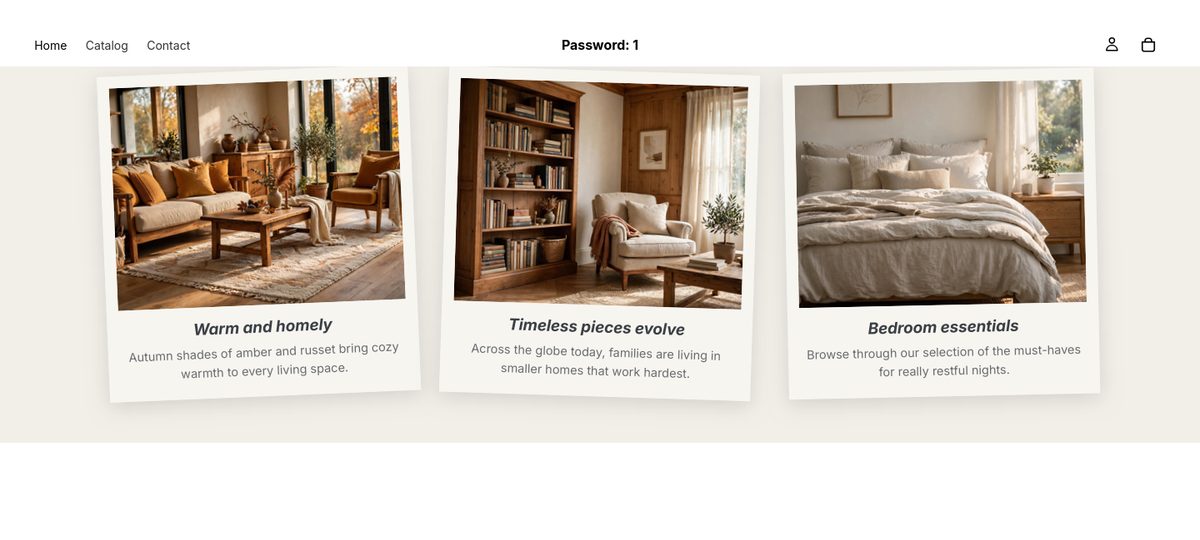 Home
Catalog
Contact
Password: 1
Warm and homely
Autumn shades of amber and russet bring cozy
warmth to every living space.
Timeless pieces evolve
Across the globe today, families are living in
smaller homes that work hardest.
Bedroom essentials
Browse through our selection of the must-haves
for really restful nights.